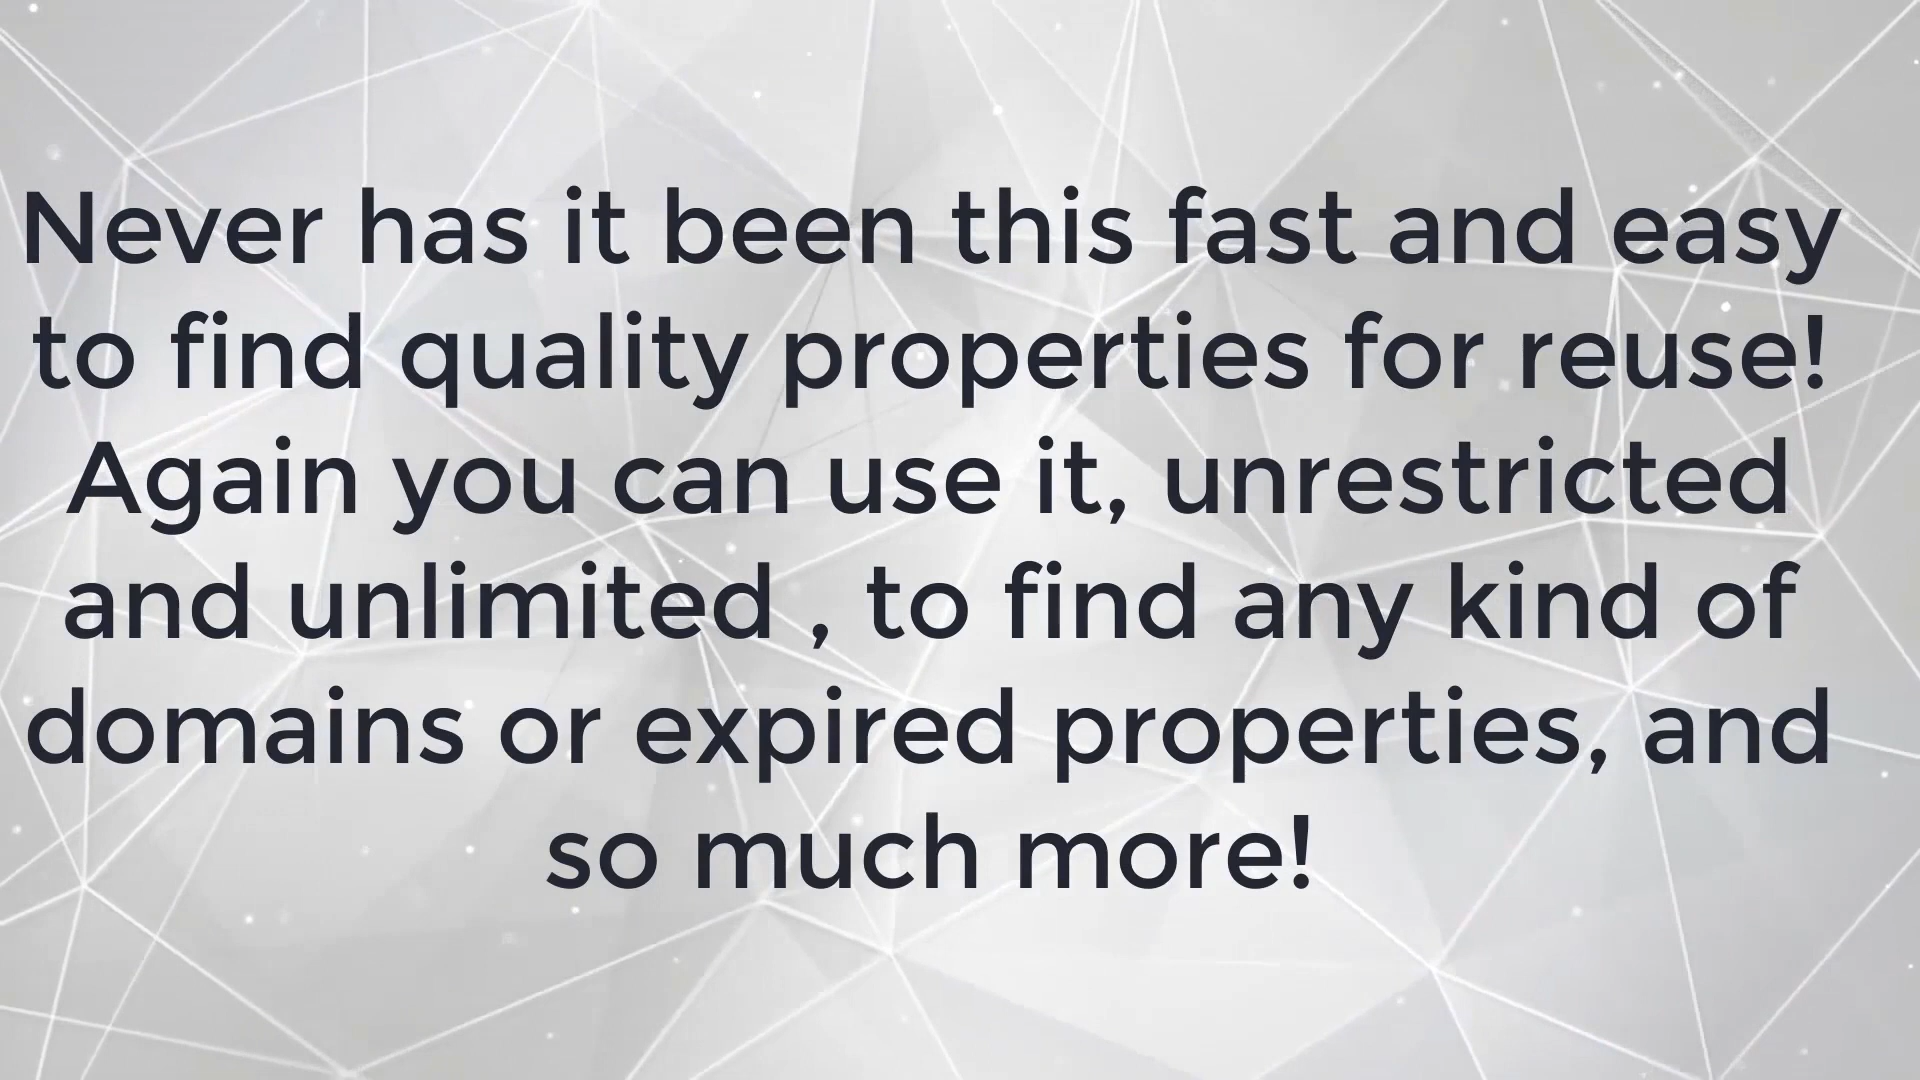 Never has it been this fast and easy
to find quality properties for reuse!
Again you can use it, unrestricted
and unlimited , to find any kind of
domains or expired properties, and
so much more!